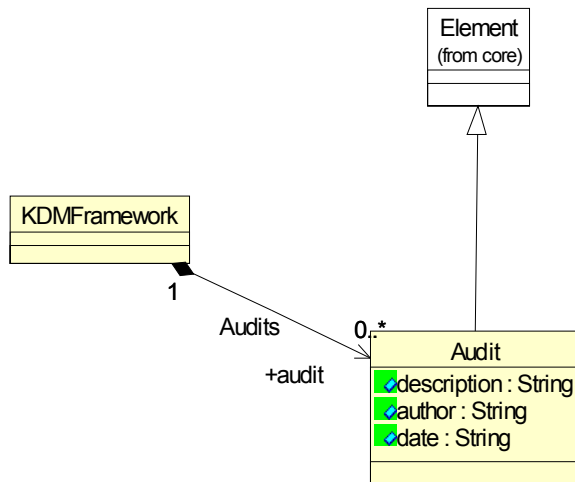 Element
(from core)
KDMFramework
1
Audits
0..*
+audit
Audit
description : String
author : String
date : String